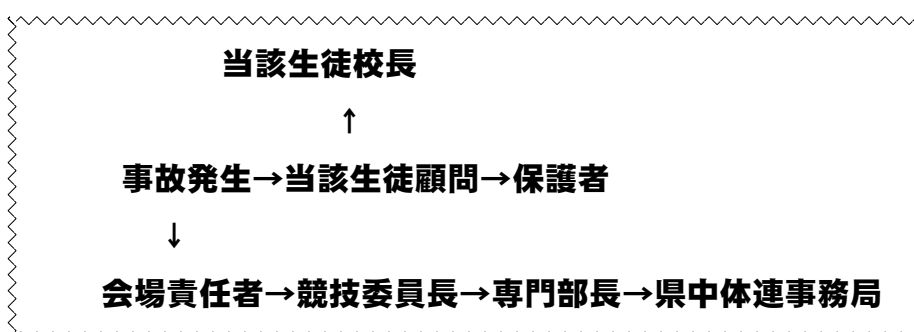 当該生徒校長
↑
事故発生→当該生徒顧問→保護者
↓
会場責任者→競技委員長→専門部長→県中体連事務局